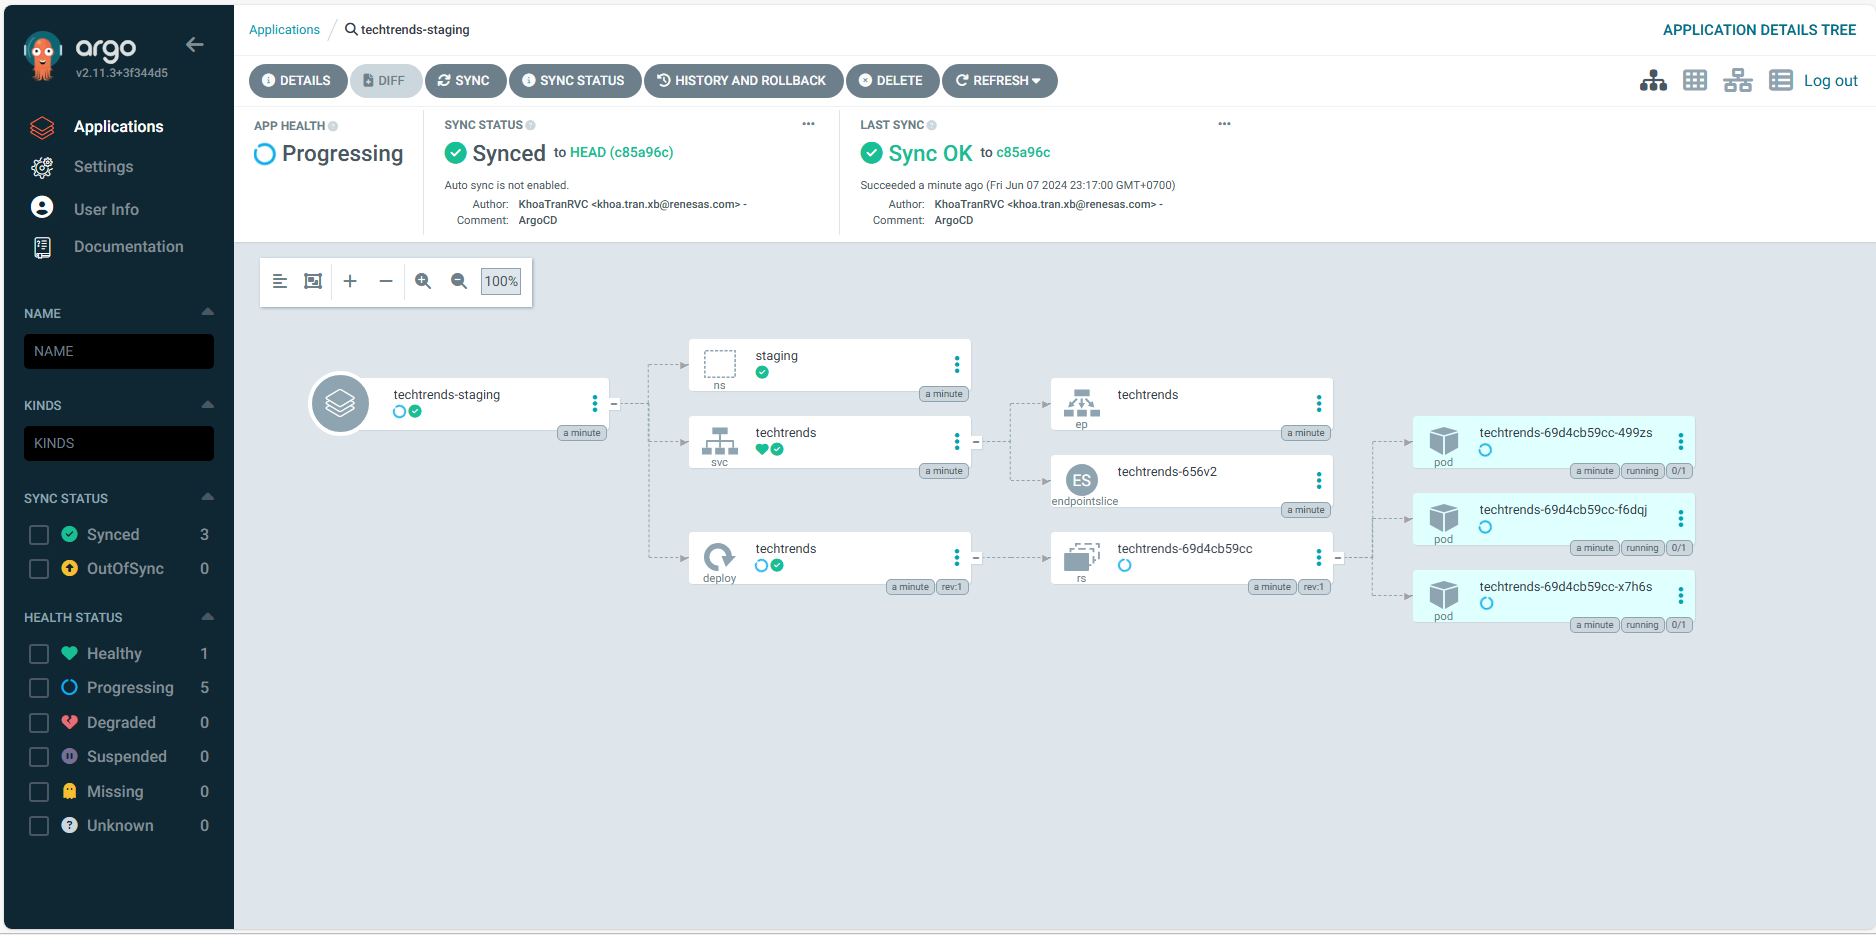 argo
v2.11.3+3f344d5
Applications
Settings
User Info
Documentation
NAME
NAME
KINDS
KINDS
SYNC STATUS
Synced 3
OutOfSync 0
HEALTH STATUS
Healthy 1
Progressing 5
Degraded 0
Suspended 0
Missing 0
Unknown 0
Applications / techtrends-staging
APPLICATION DETAILS TREE
DETAILS DIFF SYNC SYNC STATUS HISTORY AND ROLLBACK DELETE REFRESH
Log out
APP HEALTH
Progressing
SYNC STATUS
Synced to HEAD (c85a96c)
Auto sync is not enabled.
Author: KhoaTranRVC <khoa.tran.xb@renesas.com> -
Comment: ArgoCD
LAST SYNC
Sync OK to c85a96c
Succeeded a minute ago (Fri Jun 07 2024 23:17:00 GMT+0700)
Author: KhoaTranRVC <khoa.tran.xb@renesas.com> -
Comment: ArgoCD
100%
techtrends-staging
a minute
staging
ns
a minute
techtrends
svc
a minute
techtrends
deploy
a minute rev:1
techtrends
ep
a minute
ES
techtrends-656v2
endpointslice
a minute
techtrends-69d4cb59cc
rs
a minute rev:1
techtrends-69d4cb59cc-499zs
pod
a minute running 0/1
techtrends-69d4cb59cc-f6dqj
pod
a minute running 0/1
techtrends-69d4cb59cc-x7h6s
pod
a minute running 0/1